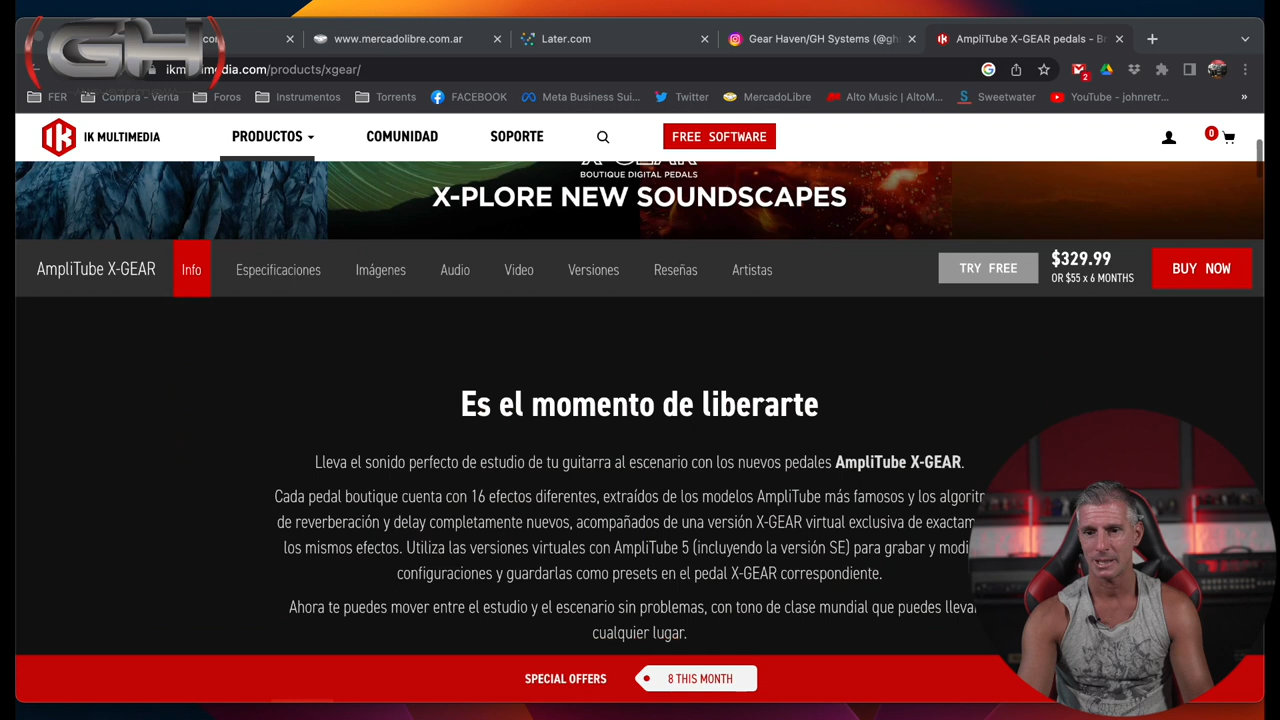 GH
www.mercadolibre.com.ar
Later.com
Gear Haven/GH Systems (@gh
AmpliTube X-GEAR pedals - Br
ikm timedia.com/products/xgear/
FER
Compra - Venta
Foros
Instrumentos
Torrents
FACEBOOK
Meta Business Sui...
Twitter
MercadoLibre
Alto Music | AltoM...
Sweetwater
YouTube - johnretr...
»
IK MULTIMEDIA
PRODUCTOS
COMUNIDAD
SOPORTE
FREE SOFTWARE
0
BOUTIQUE DIGITAL PEDALS
X-PLORE NEW SOUNDSCAPES
AmpliTube X-GEAR
Info
Especificaciones
Imágenes
Audio
Video
Versiones
Reseñas
Artistas
TRY FREE
$329.99
OR $55 x 6 MONTHS
BUY NOW
Es el momento de liberarte
Lleva el sonido perfecto de estudio de tu guitarra al escenario con los nuevos pedales AmpliTube X-GEAR.
Cada pedal boutique cuenta con 16 efectos diferentes, extraídos de los modelos AmpliTube más famosos y los algorit
de reverberación y delay completamente nuevos, acompañados de una versión X-GEAR virtual exclusiva de exactam
los mismos efectos. Utiliza las versiones virtuales con AmpliTube 5 (incluyendo la versión SE) para grabar y modi
configuraciones y guardarlas como presets en el pedal X-GEAR correspondiente.
Ahora te puedes mover entre el estudio y el escenario sin problemas, con tono de clase mundial que puedes lleva
cualquier lugar.
SPECIAL OFFERS
8 THIS MONTH